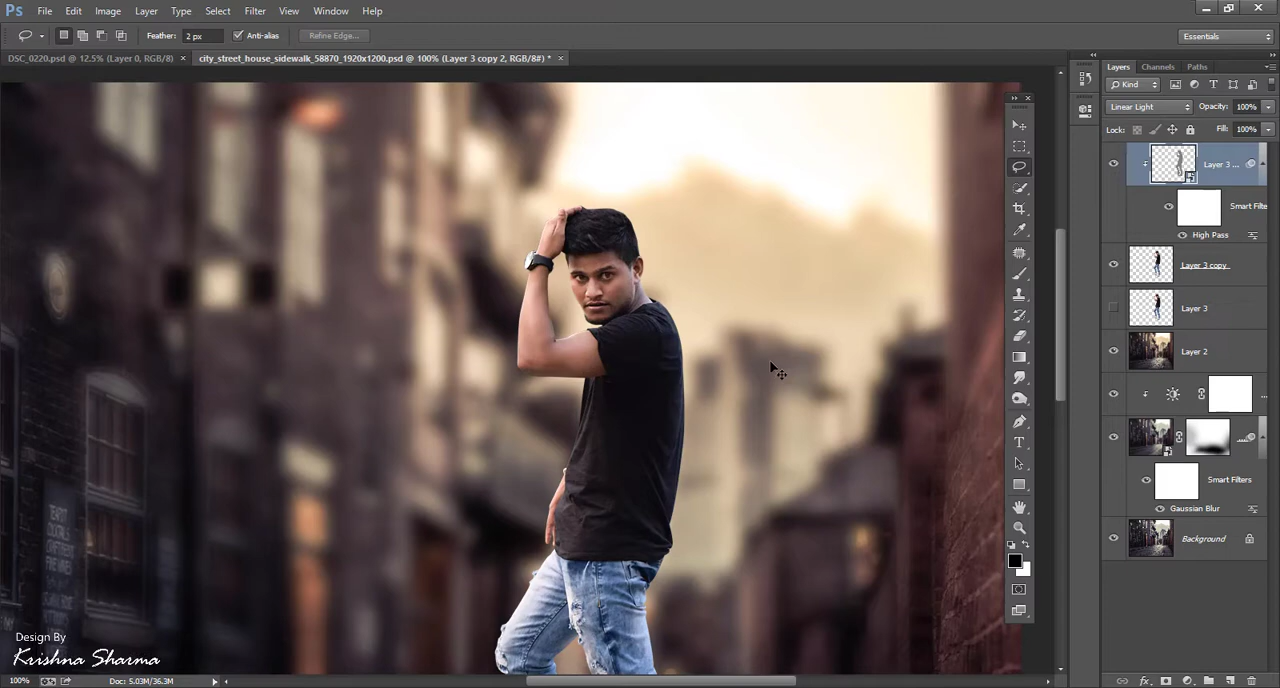 Ps File Edit Image Layer Type Select Filter View Window Help
Feather: 2 px Anti-alias Refine Edge... Essentials
DSC_0220.psd @ 12.5% (Layer 0, RGB/8) × city_street_house_sidewalk_58870_1920x1200.psd @ 100% (Layer 3 copy 2, RGB/8#) * ×
Layers Channels Paths
Kind
Linear Light Opacity: 100%
Lock: Fill: 100%
Layer 3 ...
Smart Filte
High Pass
Layer 3 copy
Layer 3
Layer 2
...
Smart Filters
Gaussian Blur
Background
Design By
Krishna Sharma
100% Doc: 5.03M/36.3M